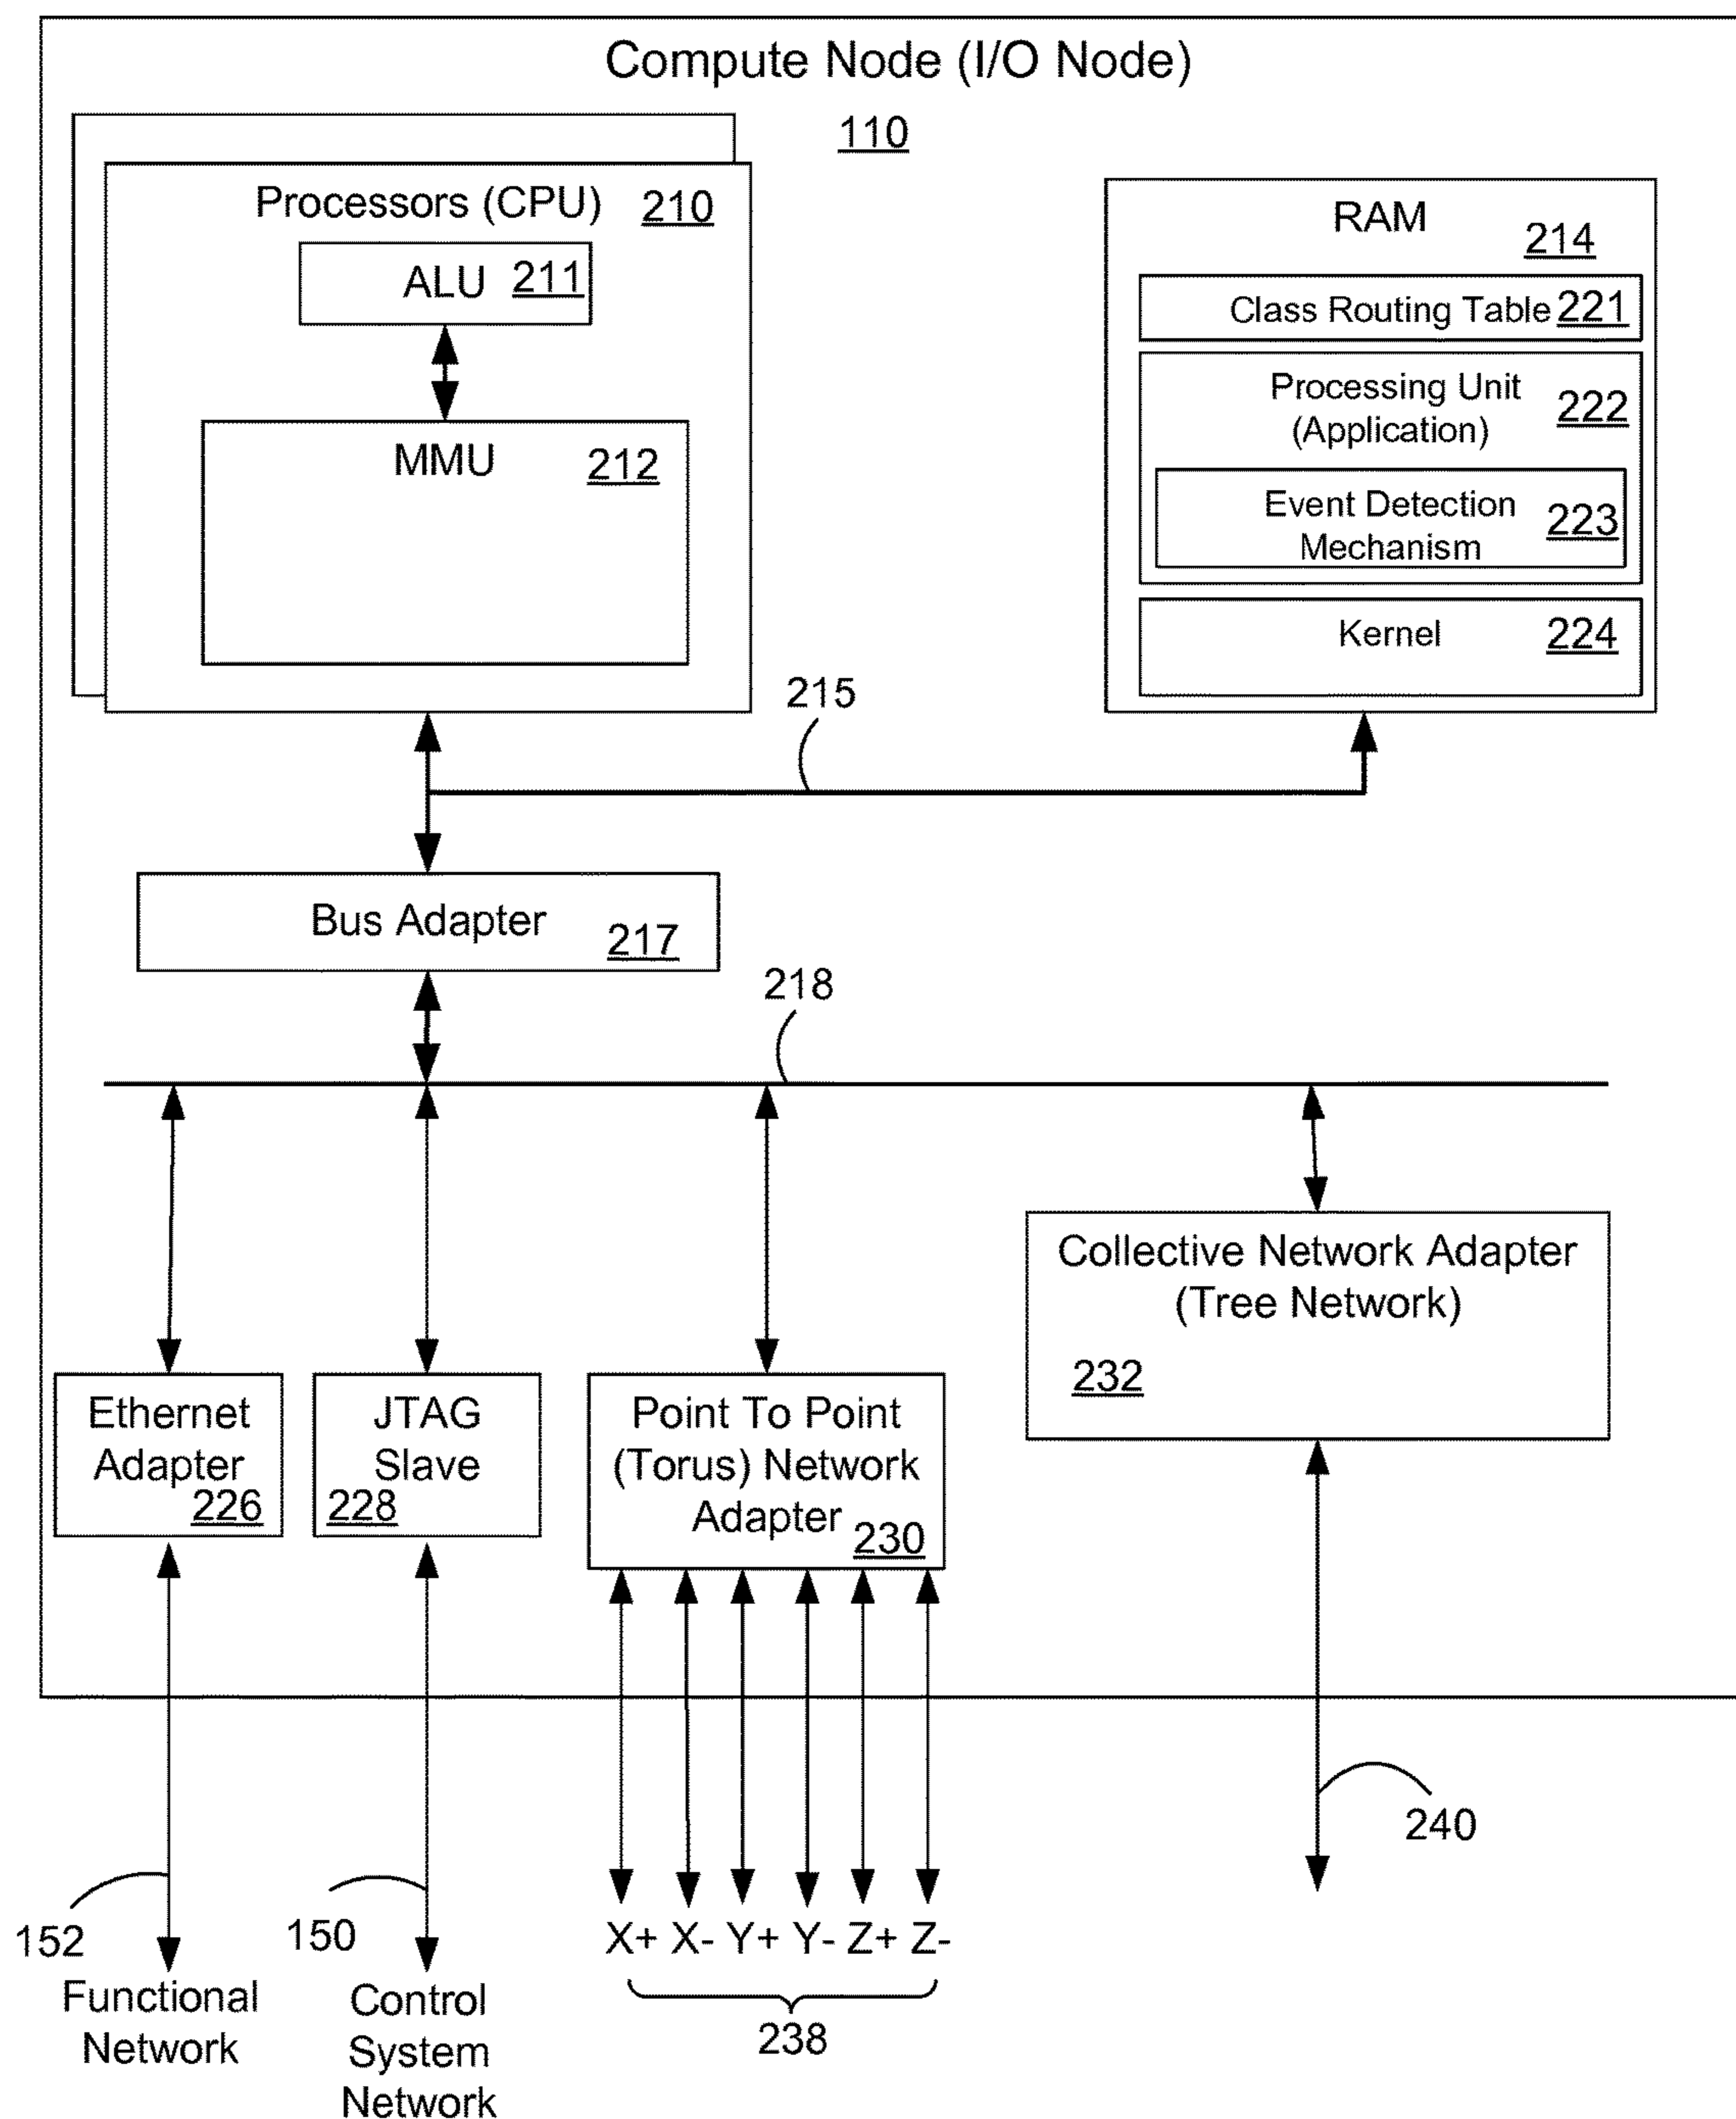 Compute Node (I/O Node)
110
Processors (CPU) 210
ALU 211
MMU 212
RAM
214
Class Routing Table 221
Processing Unit
(Application)
222
Event Detection
Mechanism
223
Kernel 224
215
Bus Adapter
217
218
Collective Network Adapter
(Tree Network)
232
Ethernet
Adapter
226
JTAG
Slave
228
Point To Point
(Torus) Network
Adapter
230
240
152
150
X+ X- Y+ Y- Z+ Z-
238
Functional
Network
Control
System
Network